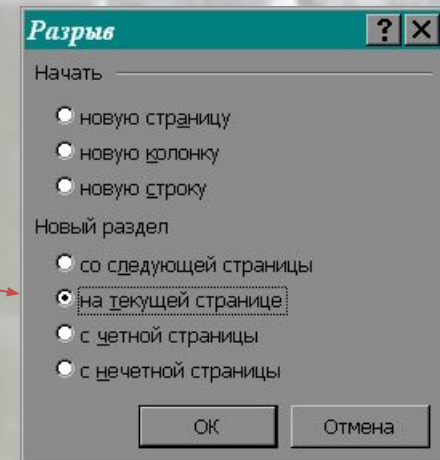 Разрыв
Начать
новую страницу
новую колонку
новую строку
Новый раздел
со следующей страницы
на текущей странице
с четной страницы
с нечетной страницы
ОК Отмена